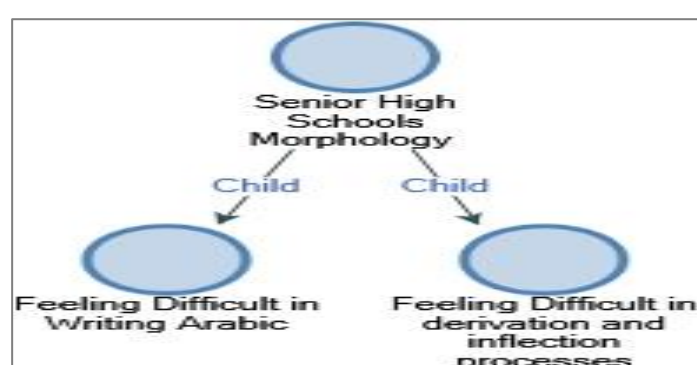 Senior High
Schools
Morphology
Child
Child
Feeling Difficult in
Writing Arabic
Feeling Difficult in
derivation and
inflection
processes